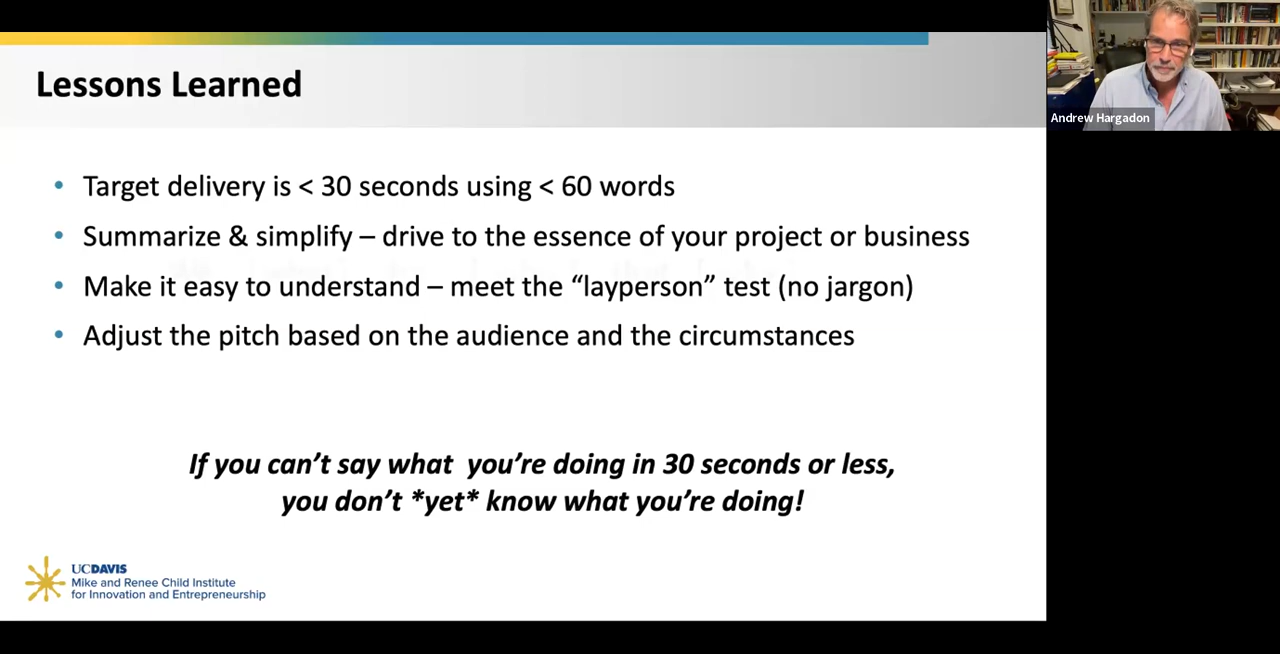 Lessons Learned
Andrew Hargadon
• Target delivery is < 30 seconds using < 60 words
• Summarize & simplify – drive to the essence of your project or business
• Make it easy to understand – meet the “layperson” test (no jargon)
• Adjust the pitch based on the audience and the circumstances
If you can’t say what  you’re doing in 30 seconds or less,
you don’t *yet* know what you’re doing!
UCDAVIS
Mike and Renee Child Institute
for Innovation and Entrepreneurship